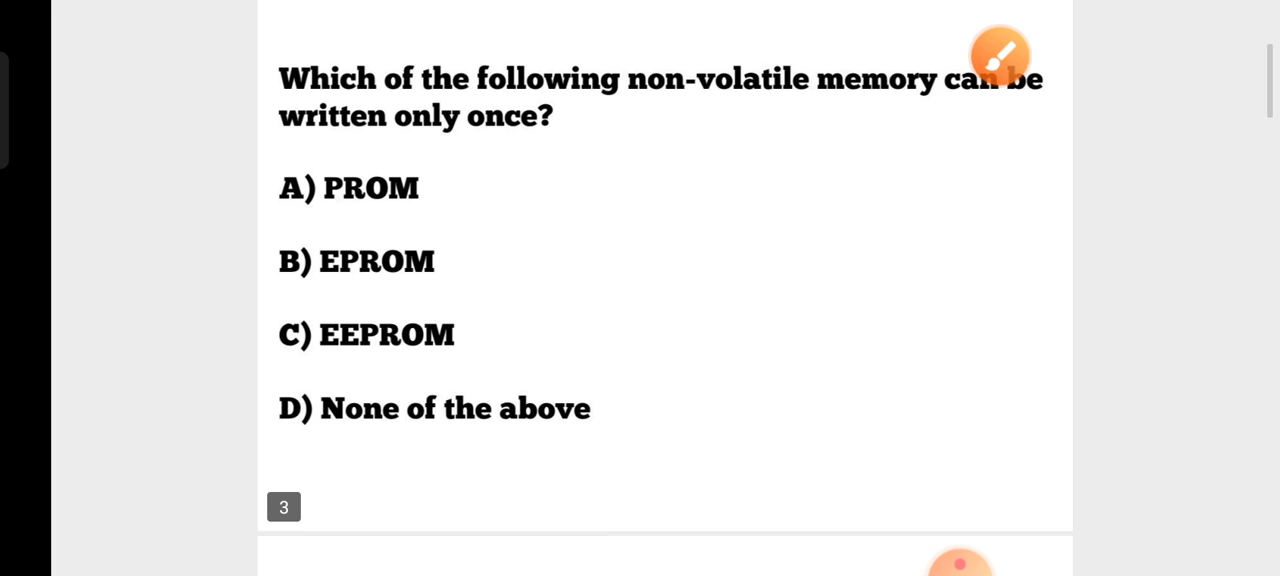 Which of the following non-volatile memory can be
written only once?
A) PROM
B) EPROM
C) EEPROM
D) None of the above
3